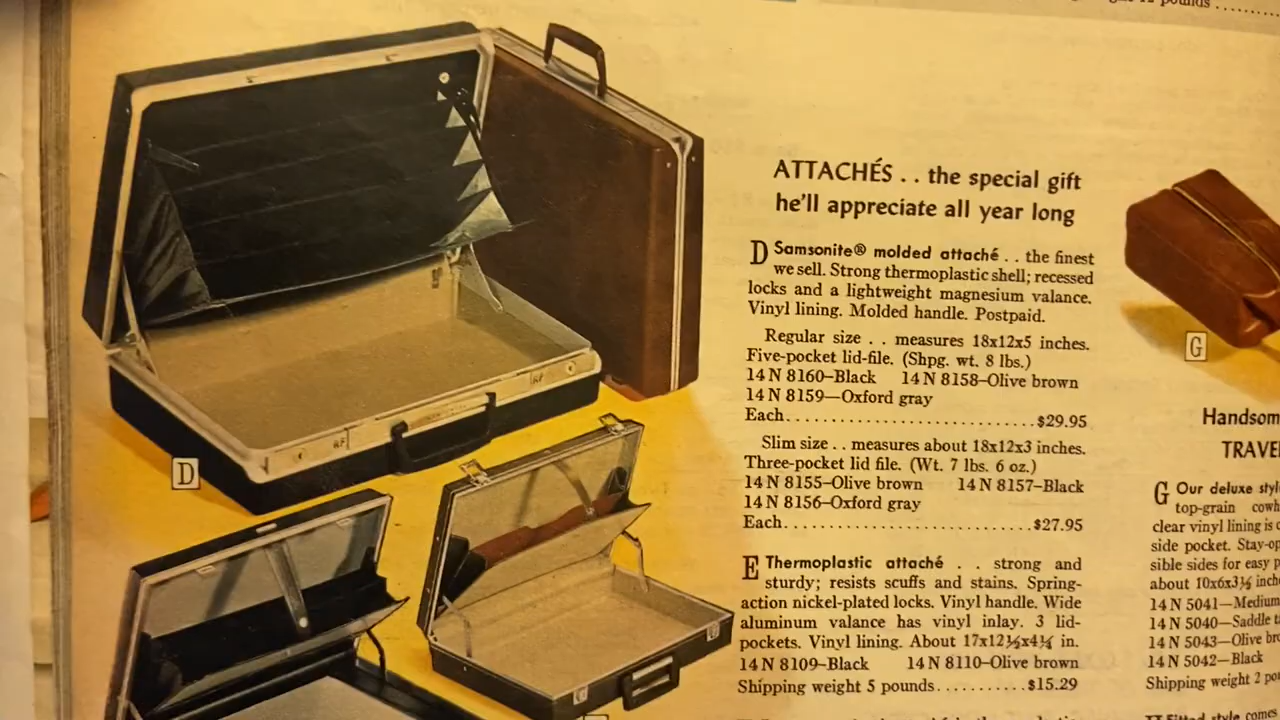 pounds
ATTACHÉS . . the special gift
he'll appreciate all year long
D Samsonite® molded attaché . . the finest
we sell. Strong thermoplastic shell; recessed
locks and a lightweight magnesium valance.
Vinyl lining. Molded handle. Postpaid.
Regular size . . measures 18x12x5 inches.
Five-pocket lid-file. (Shpg. wt. 8 lbs.)
14 N 8160–Black 14 N 8158–Olive brown
14 N 8159—Oxford gray
Each..............................$29.95
Slim size . . measures about 18x12x3 inches.
Three-pocket lid file. (Wt. 7 lbs. 6 oz.)
14 N 8155–Olive brown 14 N 8157–Black
14 N 8156–Oxford gray
Each..............................$27.95
E Thermoplastic attaché . . strong and
sturdy; resists scuffs and stains. Spring-
action nickel-plated locks. Vinyl handle. Wide
aluminum valance has vinyl inlay. 3 lid-
pockets. Vinyl lining. About 17x12½x4¼ in.
14 N 8109–Black 14 N 8110–Olive brown
Shipping weight 5 pounds..........$15.29
D
RF
RF
G
Handsom
TRAVE
G Our deluxe styl
top-grain cowh
clear vinyl lining is
side pocket. Stay-op
sible sides for easy p
about 10x6x3½ inch
14 N 5041—Medium
14 N 5040—Saddle ta
14 N 5043—Olive bro
14 N 5042—Black
Shipping weight 2 pou
Fitted style comes